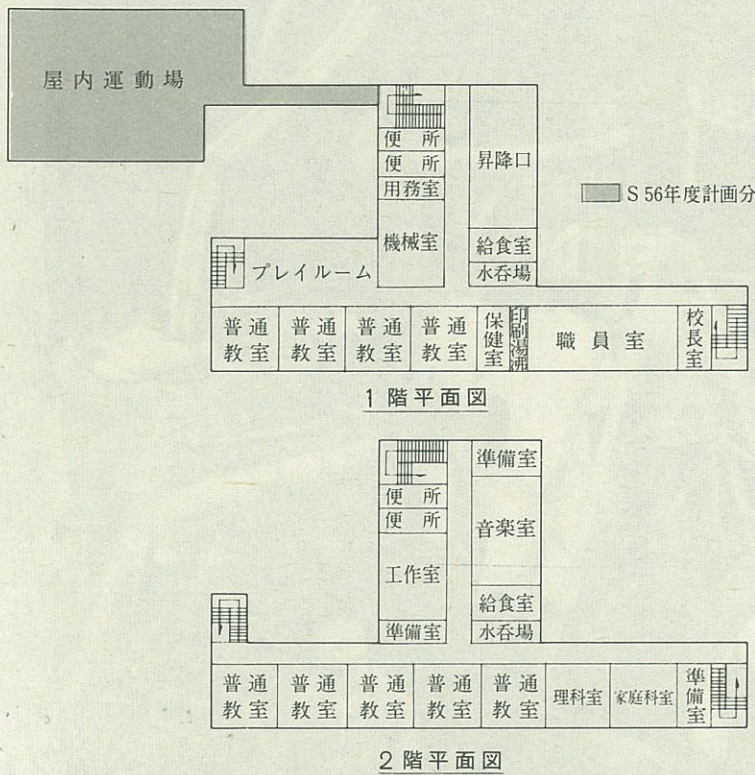 屋内運動場
便所
便所
用務室
機械室
昇降口
給食室
水呑場
S56年度計画分
プレイルーム
普通教室
普通教室
普通教室
普通教室
保健室
印刷湯沸
職員室
校長室
1階平面図
便所
便所
工作室
準備室
準備室
音楽室
給食室
水呑場
普通教室
普通教室
普通教室
普通教室
普通教室
理科室
家庭科室
準備室
2階平面図